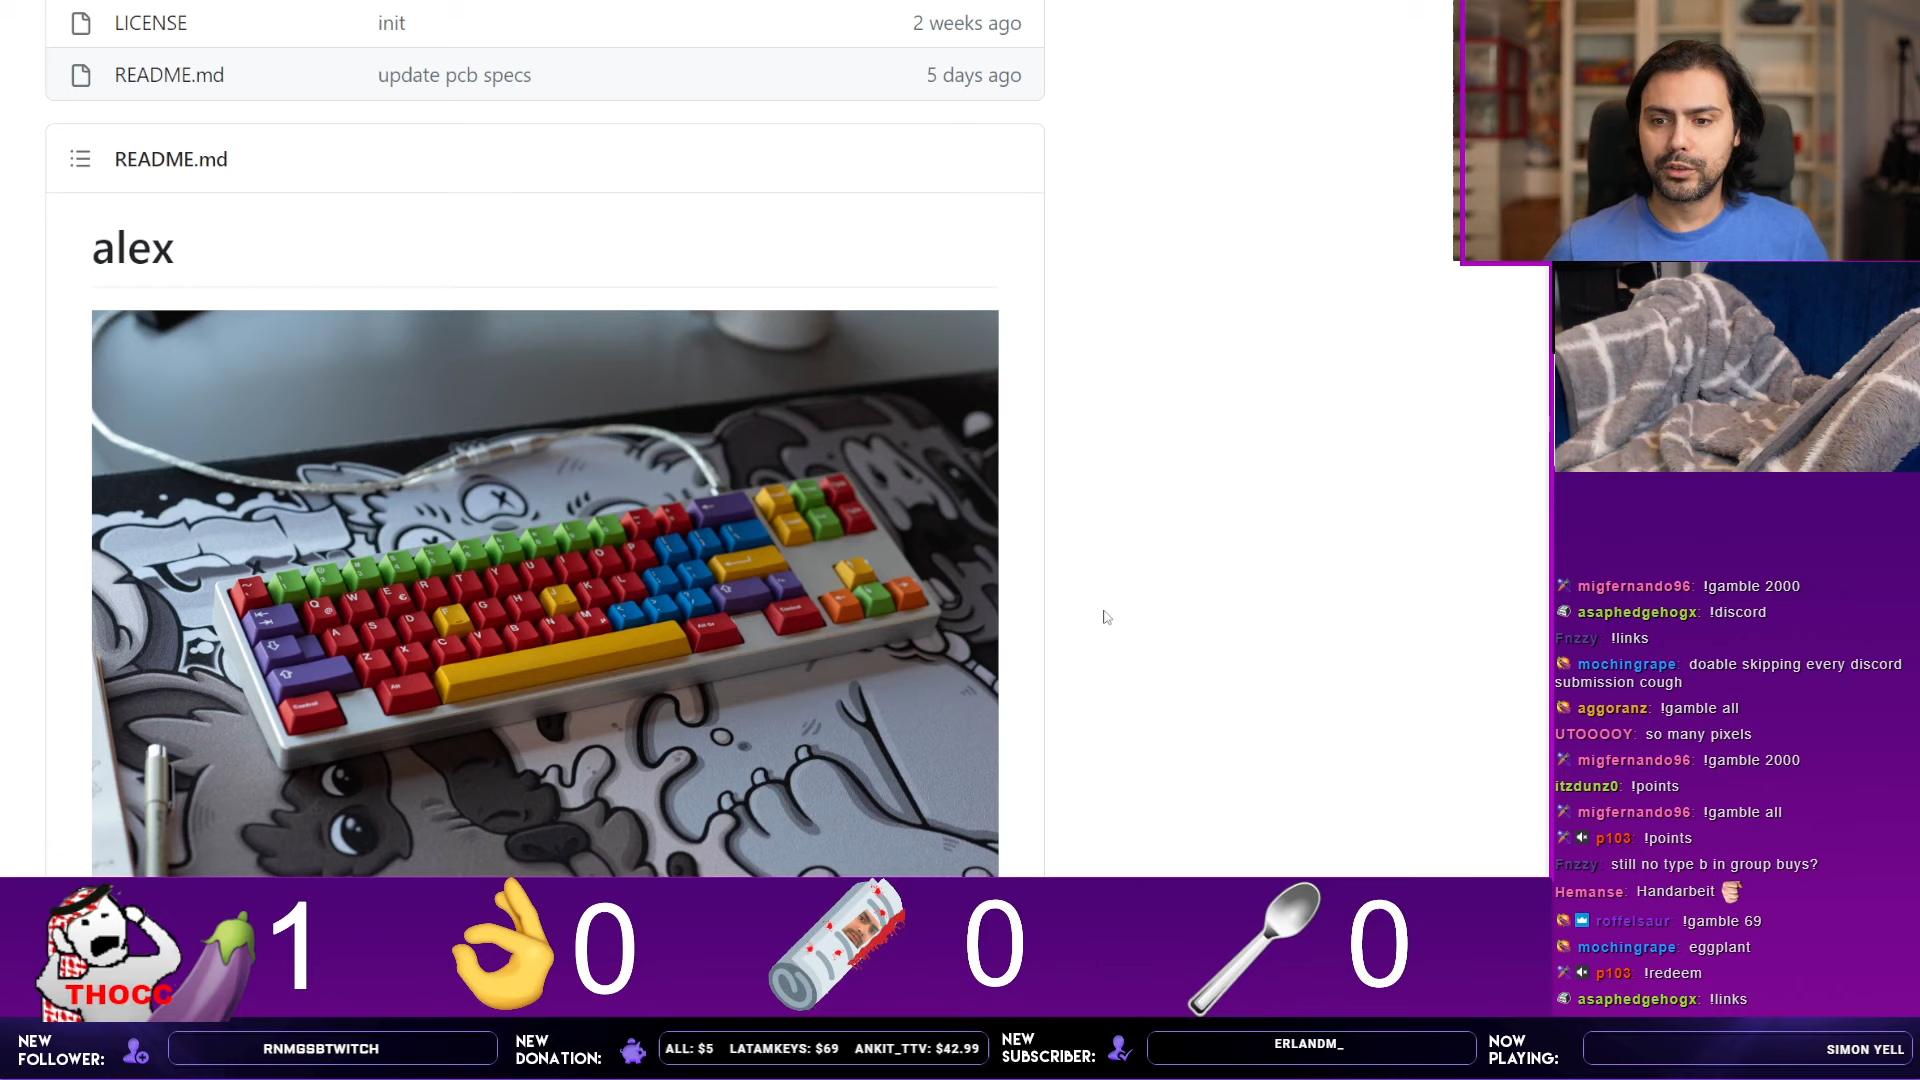 LICENSE init 2 weeks ago
README.md update pcb specs 5 days ago
README.md
alex
migfernando96: !gamble 2000
asaphedgehogx: !discord
Fnzzy: !links
mochingrape: doable skipping every discord
submission cough
aggoranz: !gamble all
UTOOOOY: so many pixels
migfernando96: !gamble 2000
itzdunz0: !points
migfernando96: !gamble all
p103: !points
Fnzzy: still no type b in group buys?
Hemanse: Handarbeit
roffelsaur: !gamble 69
mochingrape: eggplant
p103: !redeem
asaphedgehogx: !links
THOCC
1
0
0
0
NEW
FOLLOWER:
RNMGSBTWITCH
NEW
DONATION:
ALL: $5 LATAMKEYS: $69 ANKIT_TTV: $42.99
NEW
SUBSCRIBER:
ERLANDM_
NOW
PLAYING:
SIMON YELL